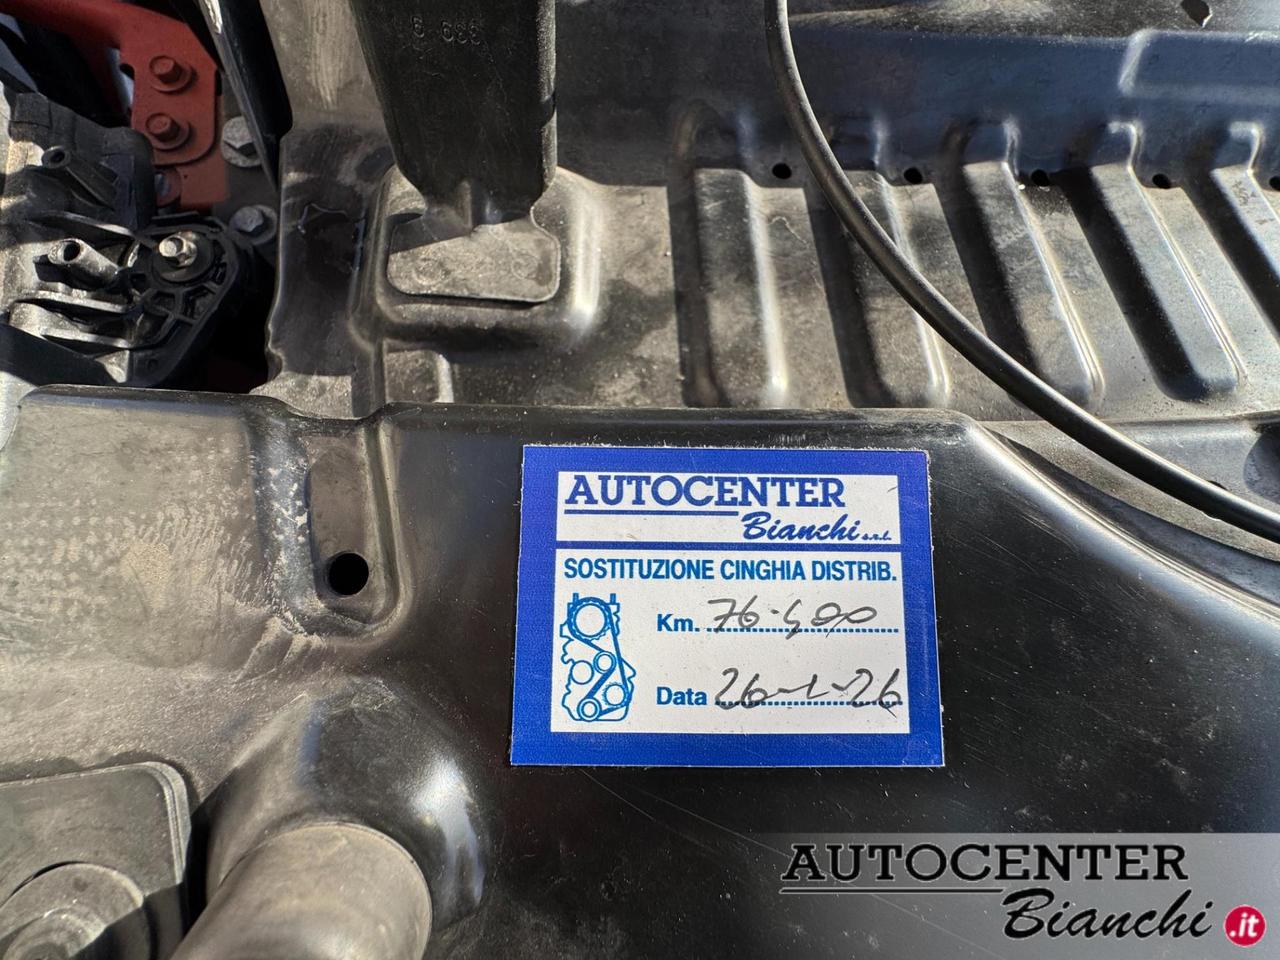 AUTOCENTER
Bianchi s.r.l.
SOSTITUZIONE CINGHIA DISTRIB.
Km. 76.400
Data 26-1-26
AUTOCENTER
Bianchi .it